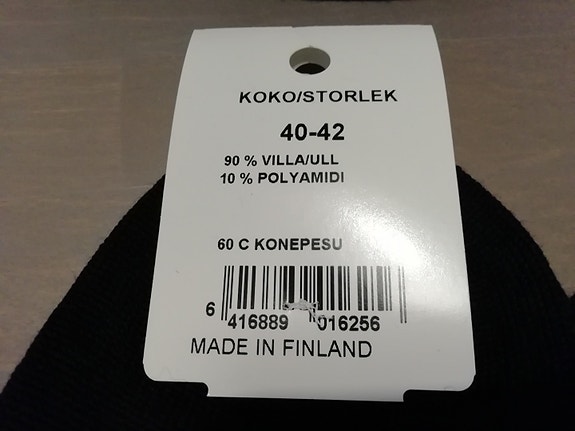 KOKO/STORLEK
40-42
90 % VILLA/ULL
10 % POLYAMIDI
60 C KONEPESU
6 416889 016256
MADE IN FINLAND